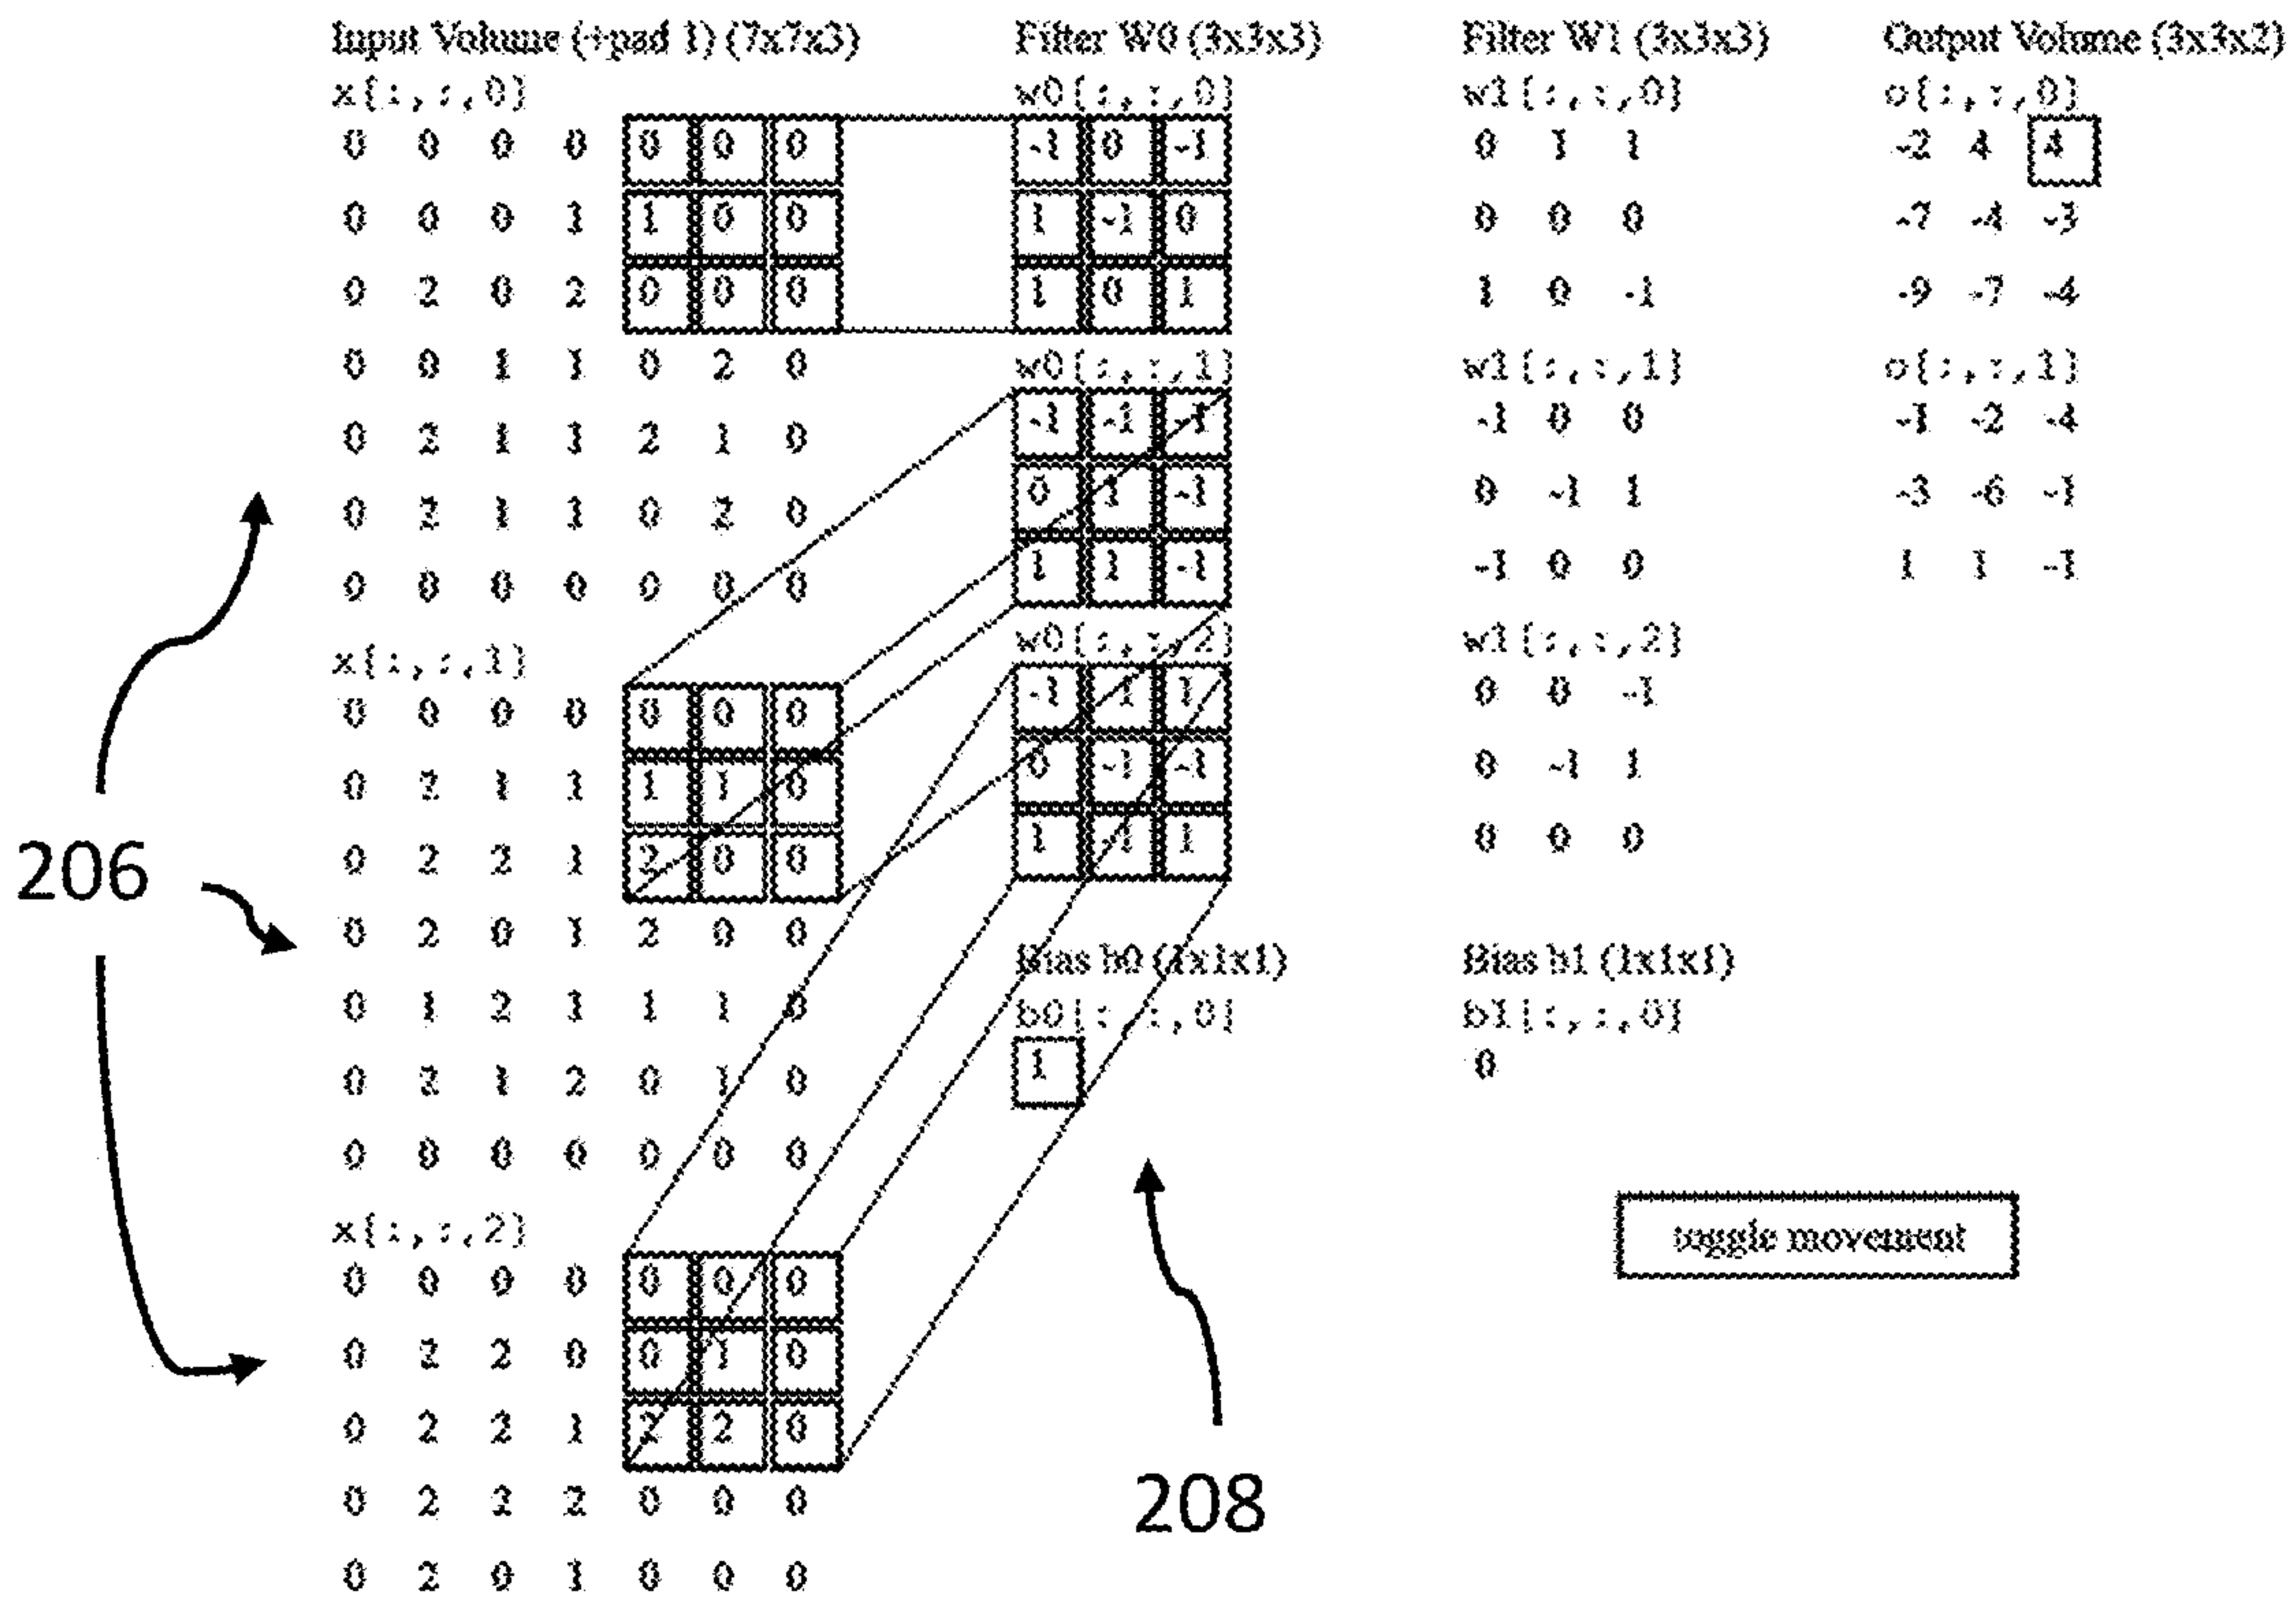 Input Volume (+pad 1) (7x7x3)
x[:,:,0]
0 0 0 0 0 0 0
0 0 0 1 1 0 0
0 2 0 2 0 0 0
0 0 1 1 0 2 0
0 2 1 1 2 1 0
0 2 1 1 0 2 0
0 0 0 0 0 0 0
x[:,:,1]
0 0 0 0 0 0 0
0 2 1 1 1 1 0
0 2 2 1 2 0 0
0 2 0 1 2 0 0
0 1 2 1 1 1 0
0 2 1 2 0 1 0
0 0 0 0 0 0 0
x[:,:,2]
0 0 0 0 0 0 0
0 2 2 0 0 1 0
0 2 2 1 2 2 0
0 2 2 2 0 0 0
0 2 0 1 0 0 0
206
Filter W0 (3x3x3)
w0[:,:,0]
-1 0 -1
1 -1 0
1 0 1
w0[:,:,1]
-1 -1 -1
0 1 -1
1 1 -1
w0[:,:,2]
-1 1 1
0 -1 -1
1 -1 1
Bias b0 (1x1x1)
b0[:,:,0]
1
208
Filter W1 (3x3x3)
w1[:,:,0]
0 1 1
0 0 0
1 0 -1
w1[:,:,1]
-1 0 0
0 -1 1
-1 0 0
w1[:,:,2]
0 0 -1
0 -1 1
0 0 0
Bias b1 (1x1x1)
b1[:,:,0]
0
Output Volume (3x3x2)
o[:,:,0]
-2 4 4
-7 -4 -3
-9 -7 -4
o[:,:,1]
-1 -2 -4
-3 -6 -1
1 1 -1
toggle movement